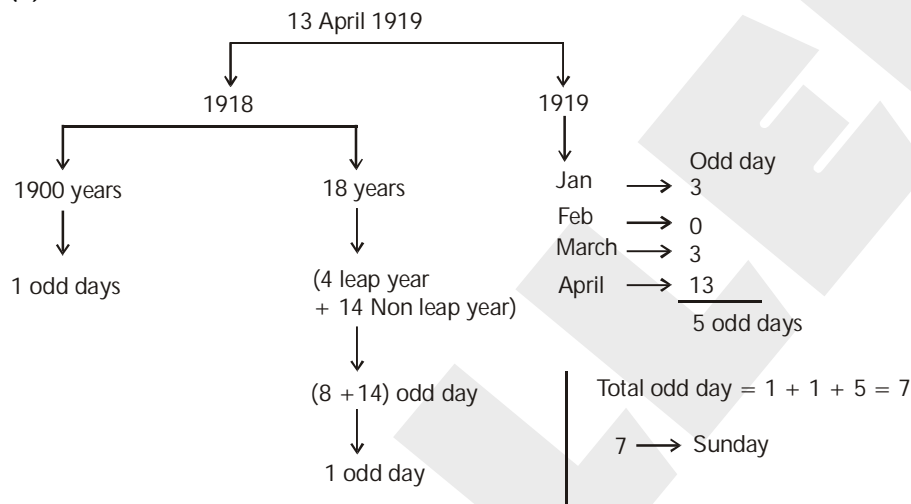 13 April 1919
1918
1919
1900 years
18 years
1 odd days
(4 leap year
+ 14 Non leap year)
(8 +14) odd day
1 odd day
Odd day
Jan 3
Feb 0
March 3
April 13
5 odd days
Total odd day = 1 + 1 + 5 = 7
7 Sunday